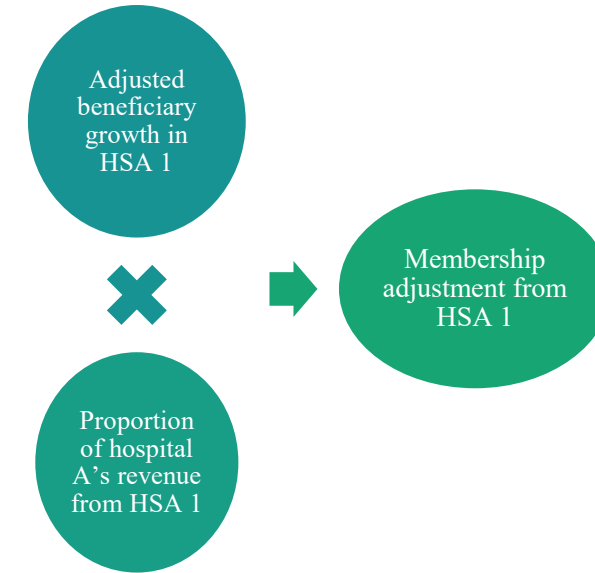 Adjusted
beneficiary
growth in
HSA 1
Proportion
of hospital
A’s revenue
from HSA 1
Membership
adjustment from
HSA 1